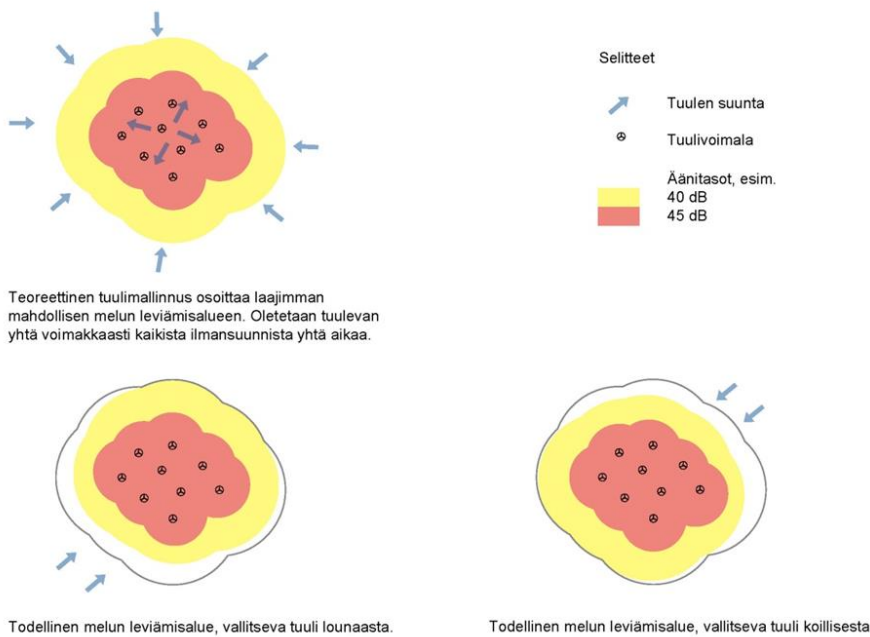 Selitteet
Tuulen suunta
Tuulivoimala
Äänitasot, esim.
40 dB
45 dB
Teoreettinen tuulimallinnus osoittaa laajimman
mahdollisen melun leviämisalueen. Oletetaan tuulevan
yhtä voimakkaasti kaikista ilmansuunnista yhtä aikaa.
Todellinen melun leviämisalue, vallitseva tuuli lounaasta.
Todellinen melun leviämisalue, vallitseva tuuli koillisesta